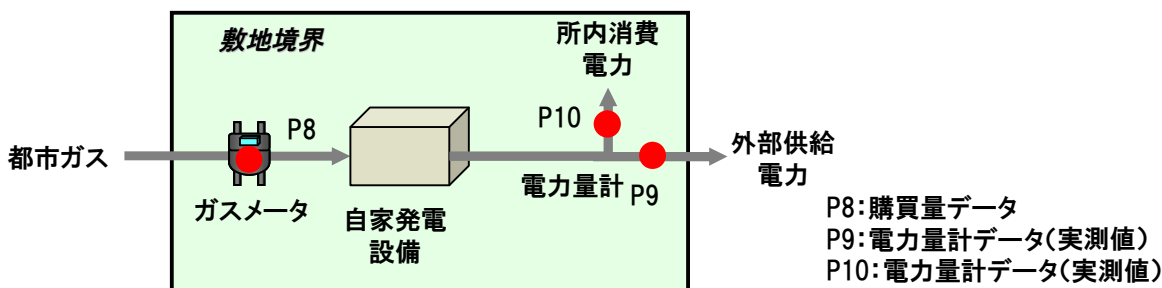 敷地境界
所内消費
電力
P10
P8
都市ガス
外部供給
電力
電力量計
P9
ガスメータ
自家発電
設備
P8:購買量データ
P9:電力量計データ(実測値)
P10:電力量計データ(実測値)